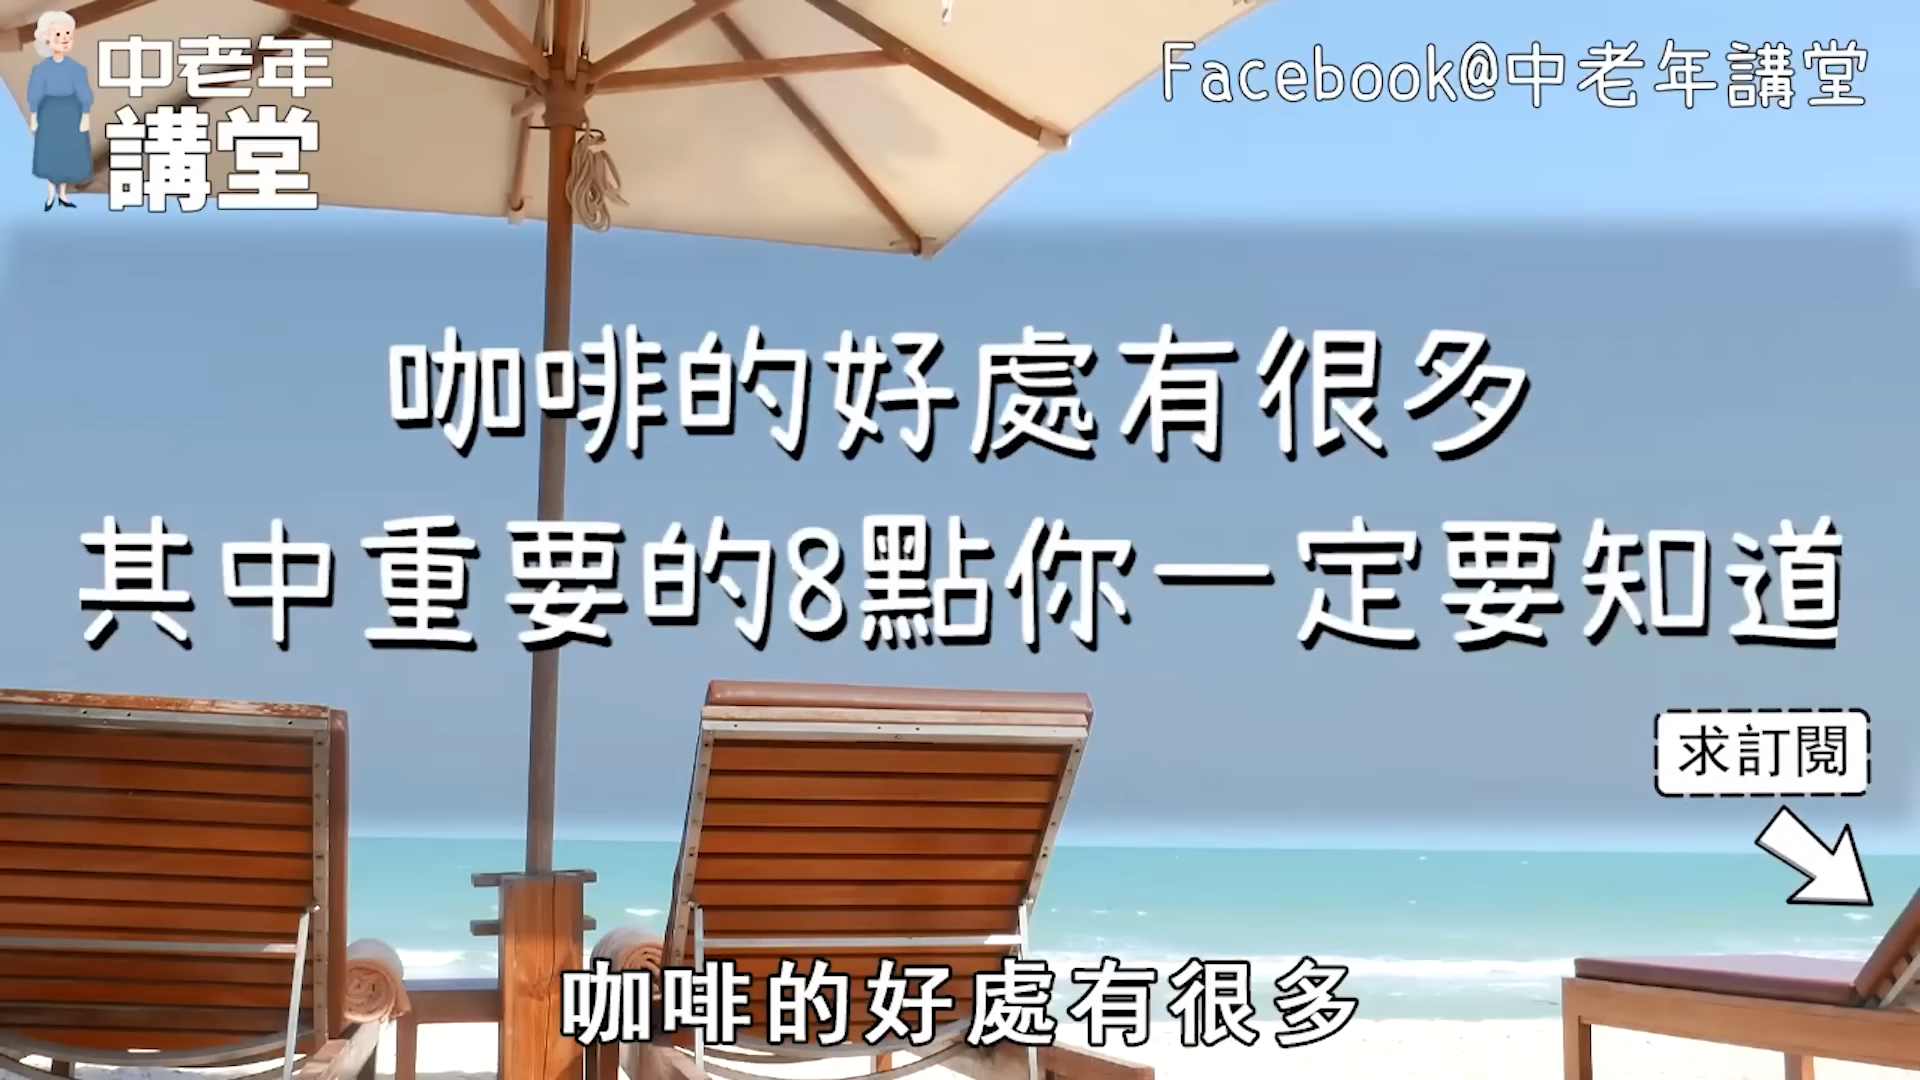 中老年
講堂
Facebook@中老年講堂
咖啡的好處有很多
其中重要的8點你一定要知道
求訂閱
咖啡的好處有很多